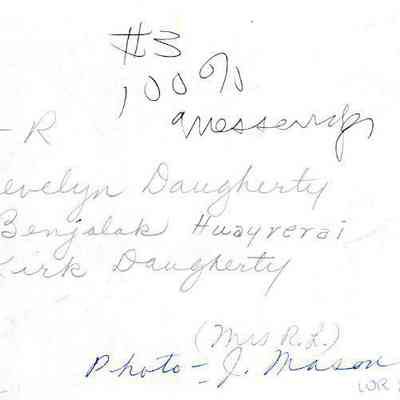 #3
100%
- R
evelyn Daugherty
Benjalak Huayrerai
Kirk Daugherty
(Mrs R.L.)
Photo - J. Mason